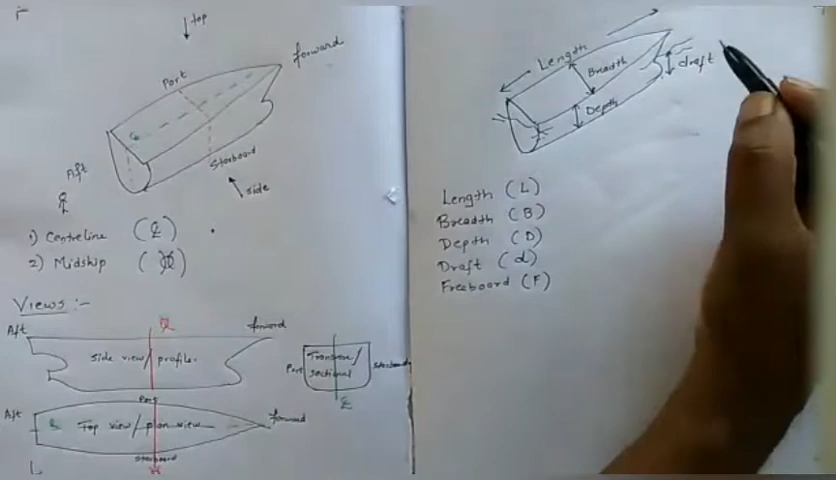 top
forward
Port
℄
Aft
Starboard
side
℄
1) Centreline (℄)
2) Midship ( )
Views :-
Aft
forward
Side view/profile.
Port
Transverse/
sectional
Starboard
℄
Port
Aft
forward
℄
Top view/plan view
Starboard
Length
Breadth
draft
Depth
Length (L)
Breadth (B)
Depth (D)
Draft (d)
Freeboard (F)